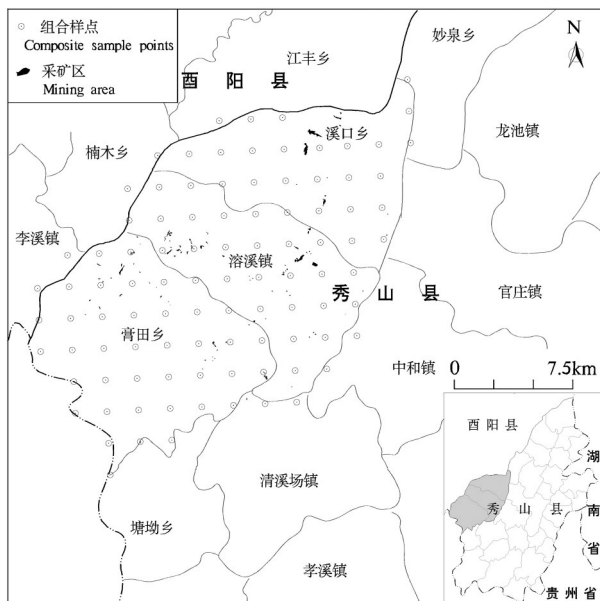 组合样点
Composite sample points
采矿区
Mining area
N
妙泉乡
江丰乡
酉阳县
溪口乡
龙池镇
楠木乡
李溪镇
溶溪镇
秀山县
官庄镇
膏田乡
中和镇
0 7.5km
清溪场镇
塘坳乡
孝溪镇
酉阳县
湖南省
秀山县
贵州省